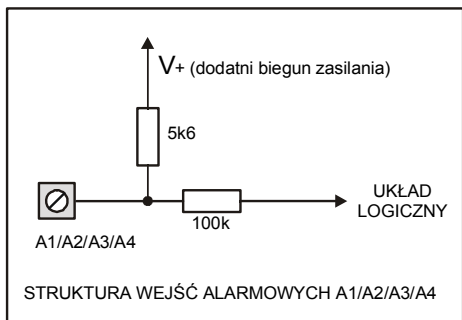 V+ (dodatni biegun zasilania)
5k6
UKŁAD
LOGICZNY
100k
A1/A2/A3/A4
STRUKTURA WEJŚĆ ALARMOWYCH A1/A2/A3/A4